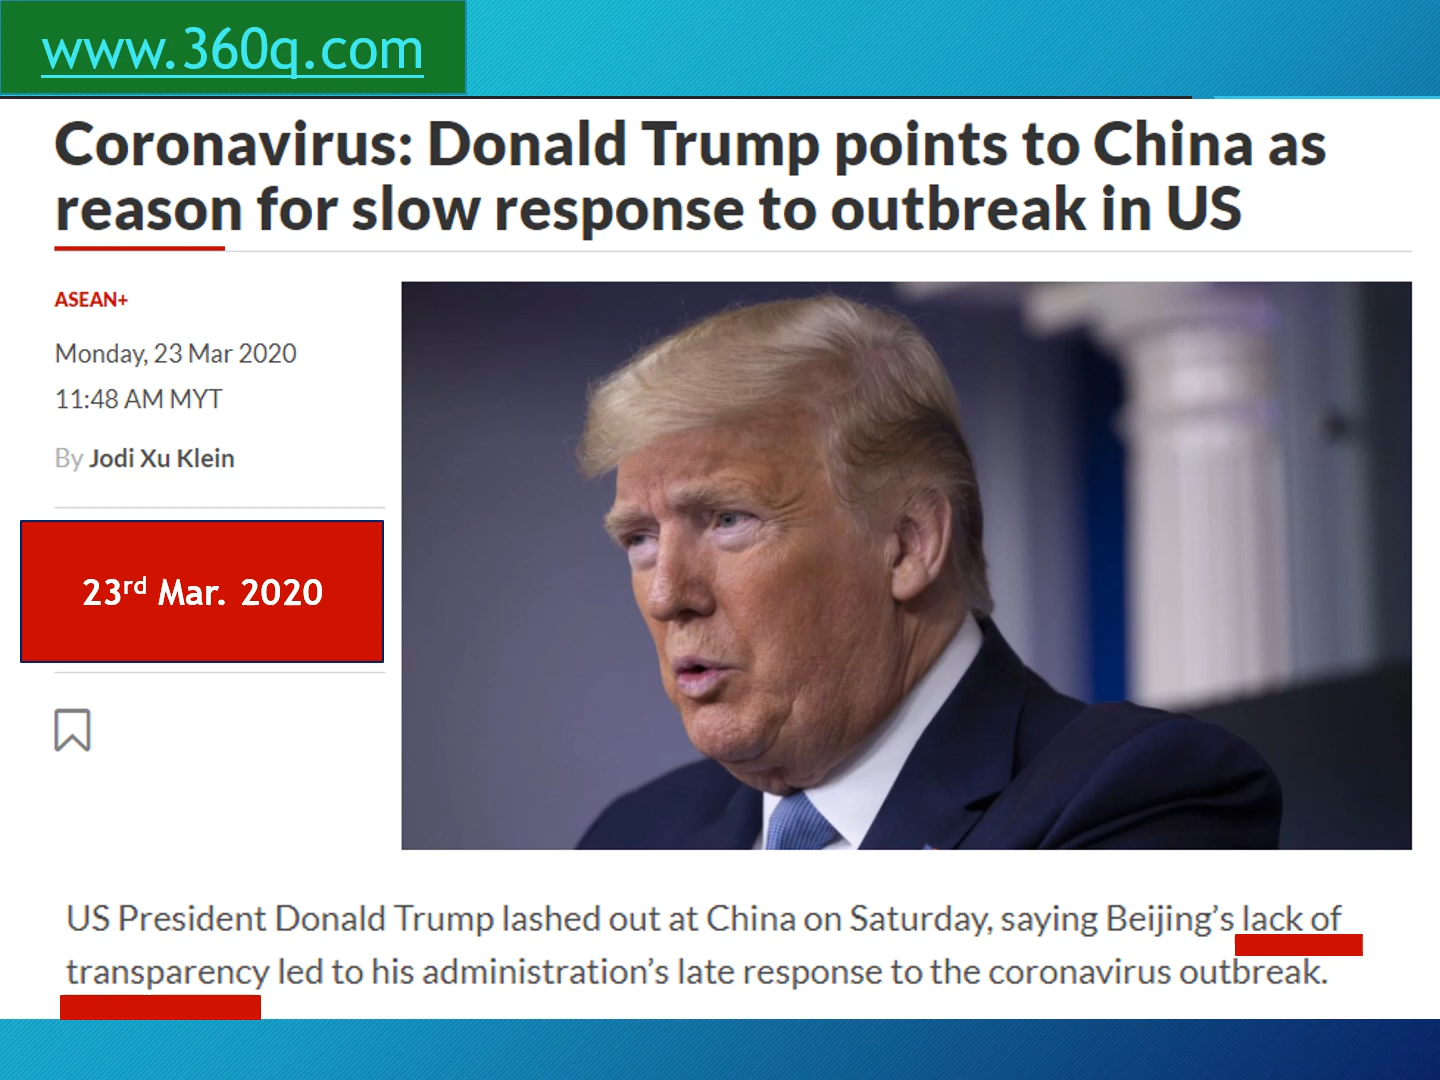 www.360q.com
Coronavirus: Donald Trump points to China as
reason for slow response to outbreak in US
ASEAN+
Monday, 23 Mar 2020
11:48 AM MYT
By Jodi Xu Klein
23rd Mar. 2020
US President Donald Trump lashed out at China on Saturday, saying Beijing’s lack of
transparency led to his administration’s late response to the coronavirus outbreak.